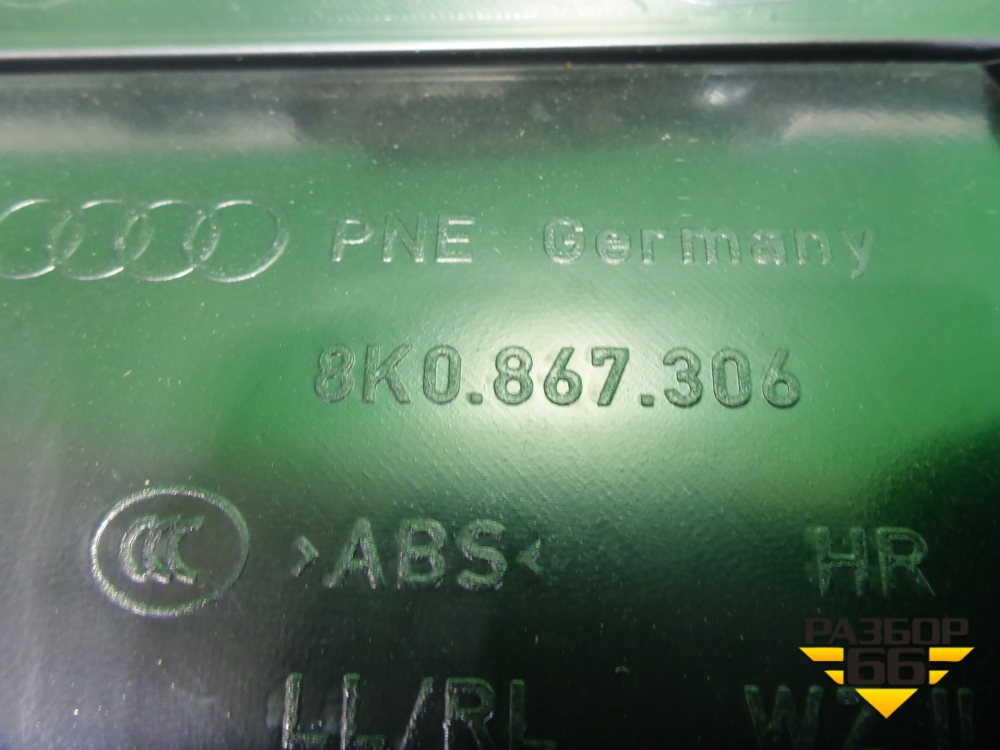 PNE Germany
8K0.867.306
CCC >ABS< HR
РАЗБОР
66
LL/RL